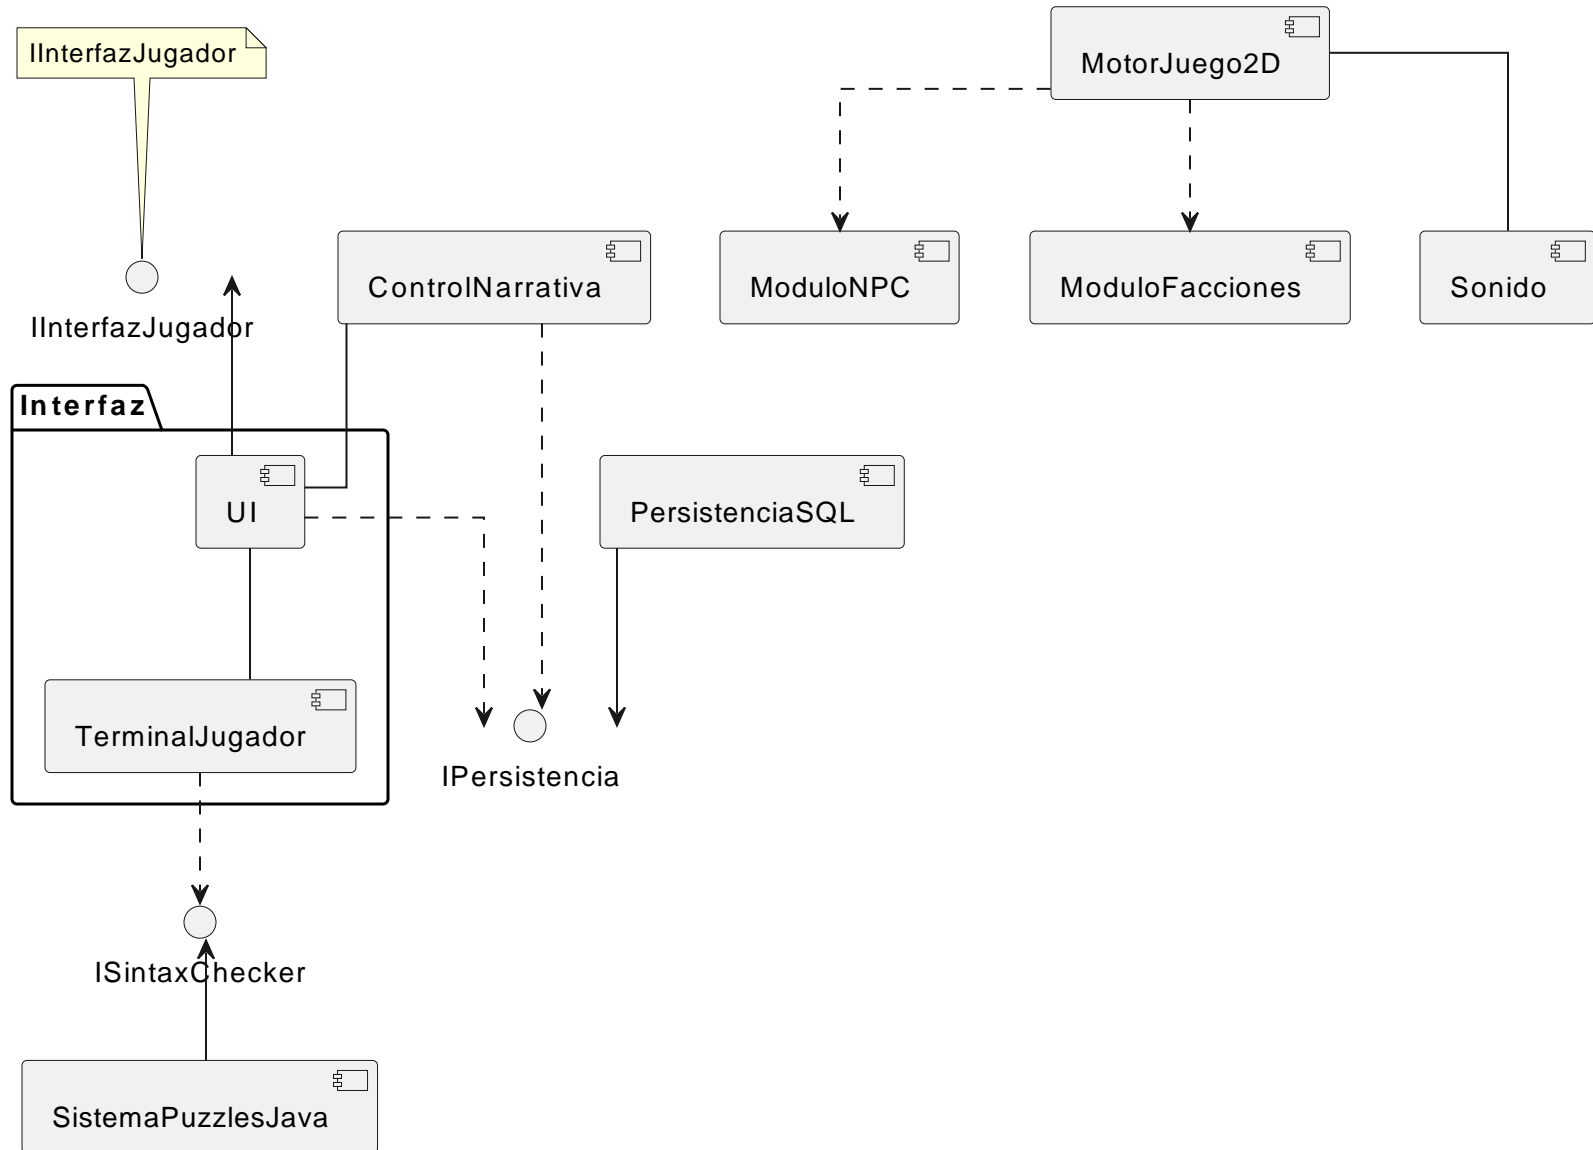 IInterfazJugador
MotorJuego2D
ControlNarrativa
ModuloNPC
ModuloFacciones
Sonido
IInterfazJugador
Interfaz
UI
PersistenciaSQL
TerminalJugador
IPersistencia
ISintaxChecker
SistemaPuzzlesJava